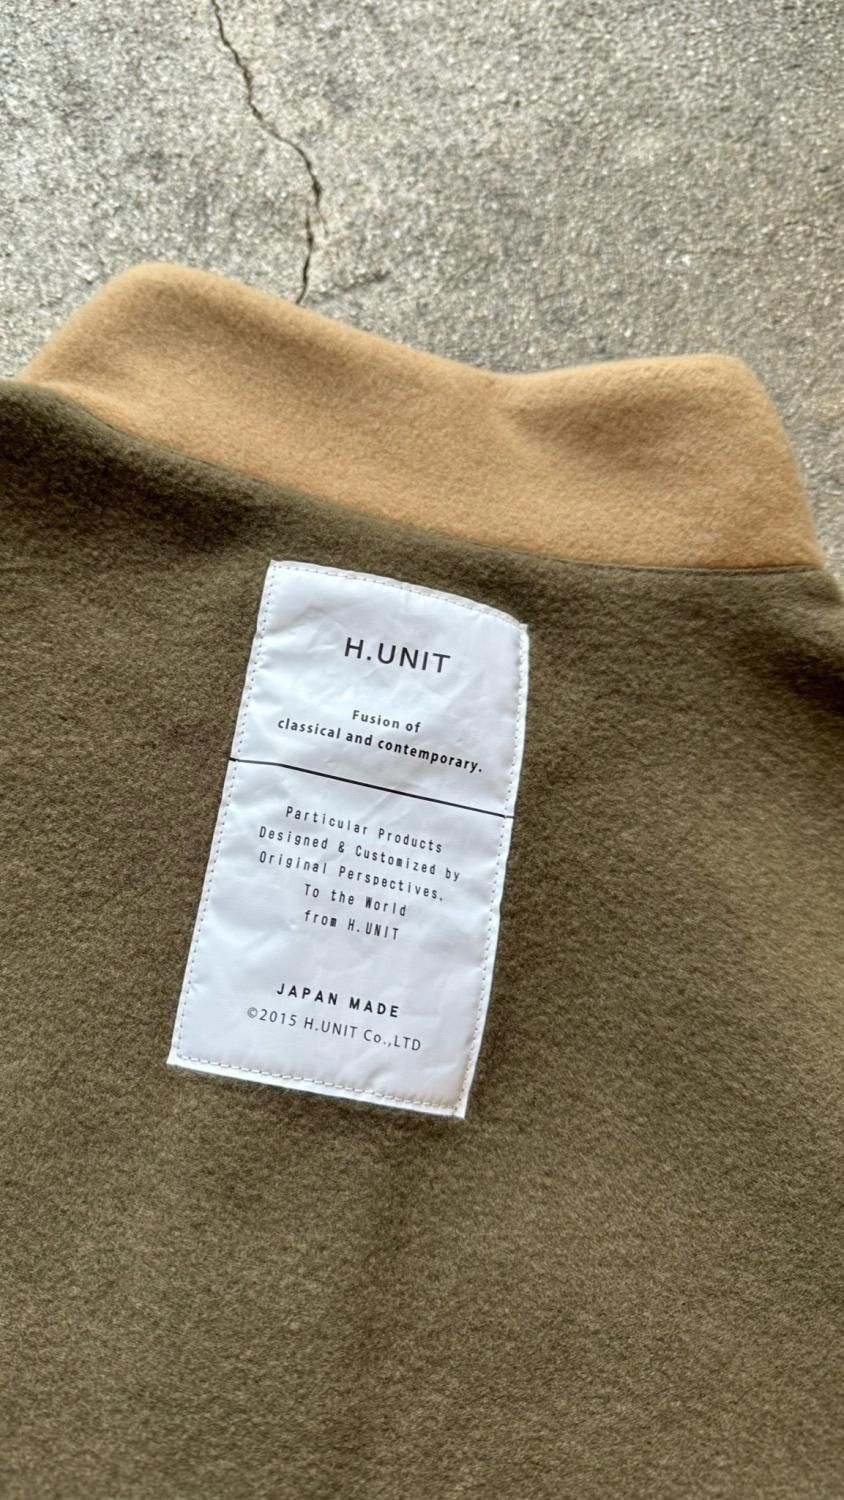 H.UNIT
Fusion of
classical and contemporary.
Particular Products
Designed & Customized by
Original Perspectives.
To the World
from H.UNIT
JAPAN MADE
©2015 H.UNIT Co.,LTD